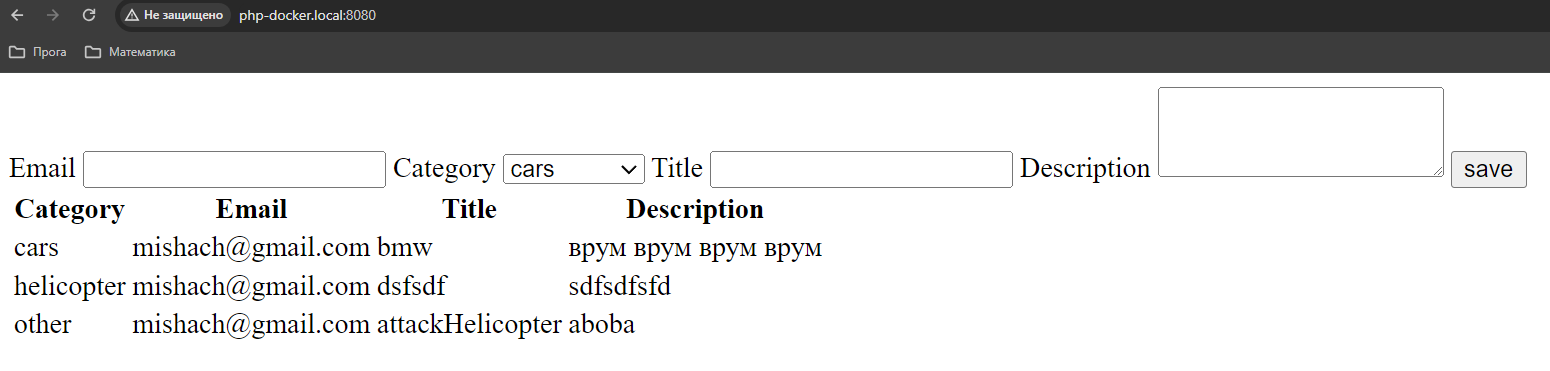 Не защищено php-docker.local:8080
Прога Математика
Email Category cars Title Description save
Category Email Title Description
cars mishach@gmail.com bmw врум врум врум врум
helicopter mishach@gmail.com dsfsdf sdfsdfsfd
other mishach@gmail.com attackHelicopter aboba